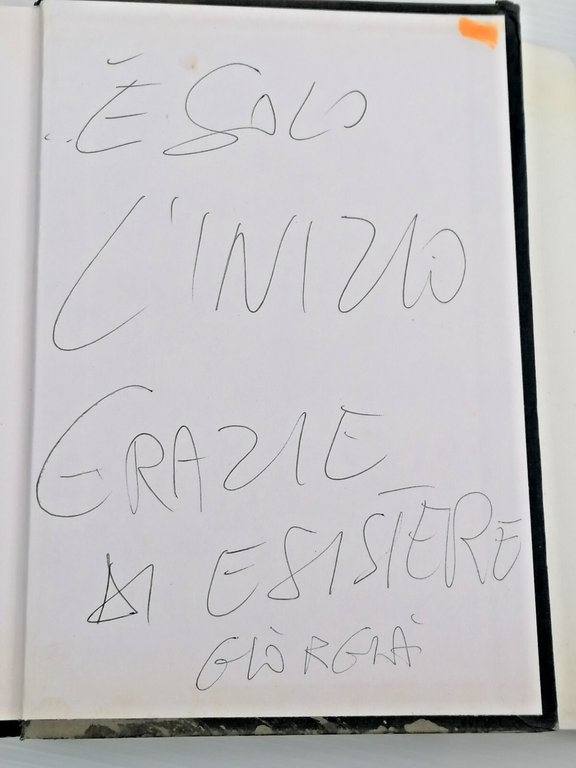 ..È SOLO
L'INIZIO
GRAZIE
DI ESISTERE
GIORGIA